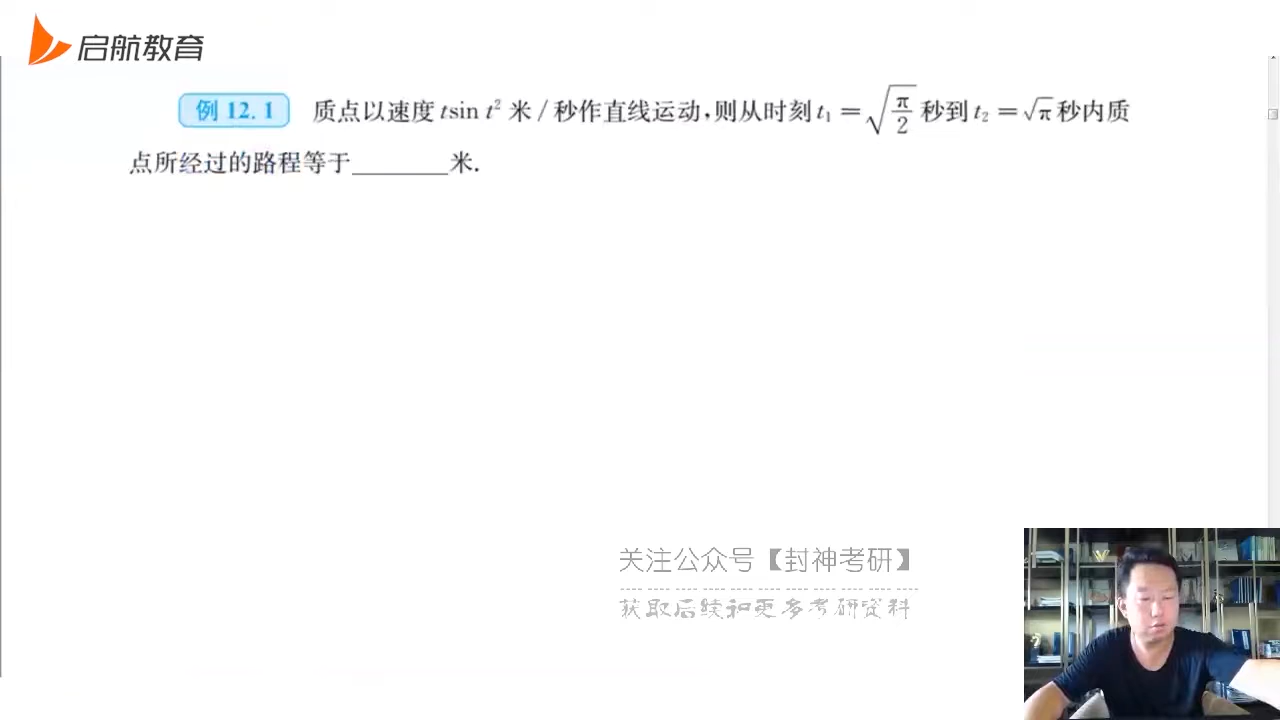 启航教育
例 12.1 质点以速度 t sin t² 米/秒作直线运动,则从时刻 t₁ = √(π/2) 秒到 t₂ = √π 秒内质
点所经过的路程等于________米.
关注公众号【封神考研】
获取后续和更多考研资料